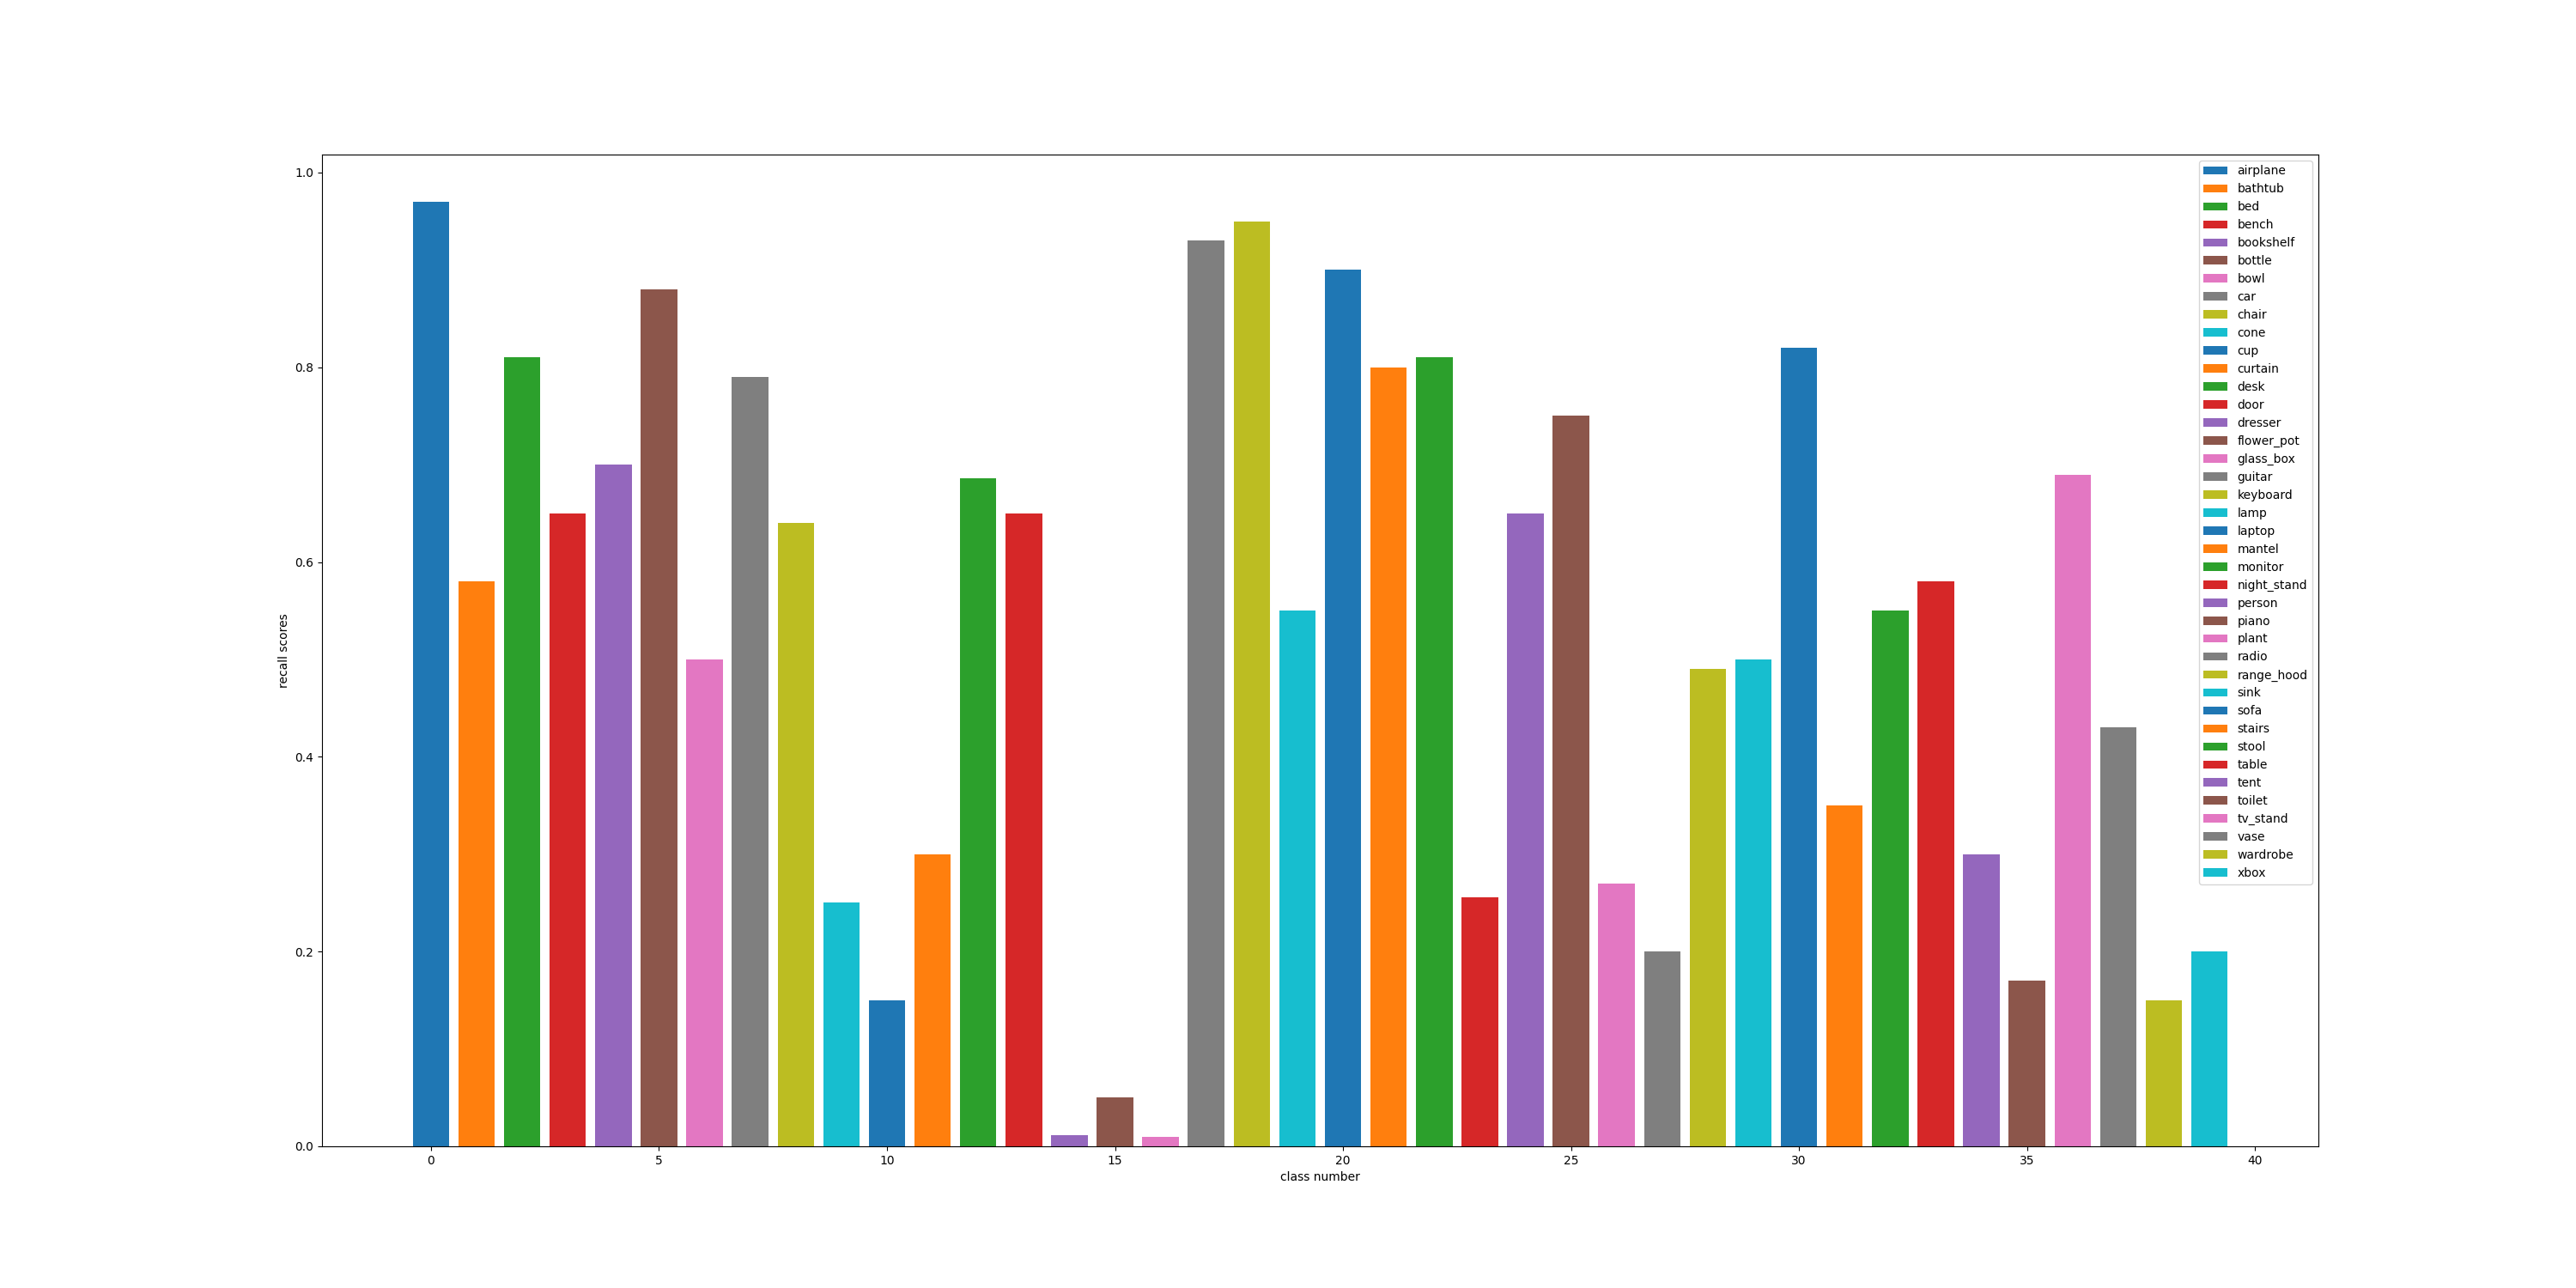 1.0
0.8
0.6
0.4
0.2
0.0
recall scores
0 5 10 15 20 25 30 35 40
class number
airplane
bathtub
bed
bench
bookshelf
bottle
bowl
car
chair
cone
cup
curtain
desk
door
dresser
flower_pot
glass_box
guitar
keyboard
lamp
laptop
mantel
monitor
night_stand
person
piano
plant
radio
range_hood
sink
sofa
stairs
stool
table
tent
toilet
tv_stand
vase
wardrobe
xbox